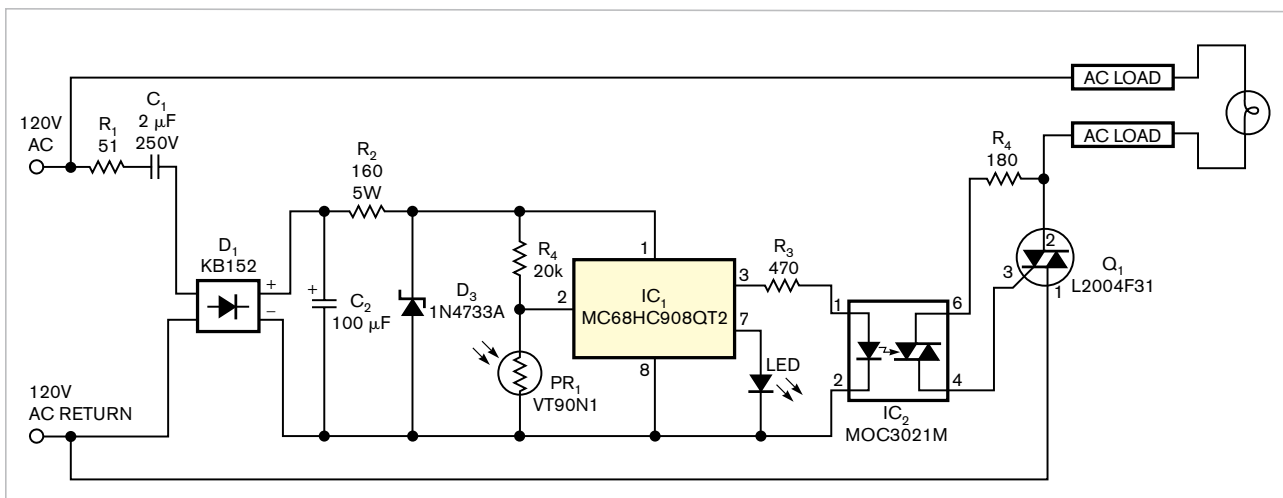 120V
AC
R1
51
C1
2 μF
250V
D1
KB152
+
–
120V
AC RETURN
+
C2
100 μF
R2
160
5W
D3
1N4733A
R4
20k
PR1
VT90N1
1
2
IC1
MC68HC908QT2
3
7
8
R3
470
LED
1
2
6
4
IC2
MOC3021M
R4
180
AC LOAD
AC LOAD
2
3
1
Q1
L2004F31